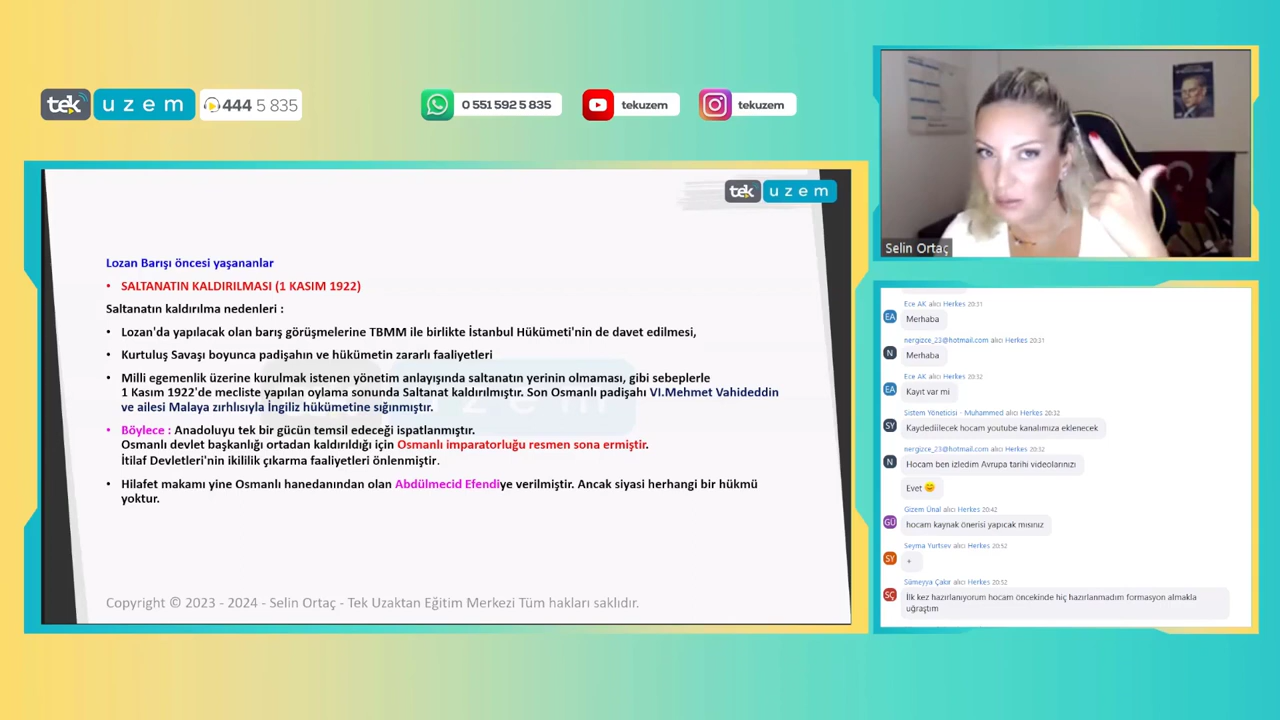 tek uzem 444 5 835
0 551 592 5 835
tekuzem
tekuzem
tek uzem
Lozan Barışı öncesi yaşananlar
• SALTANATIN KALDIRILMASI (1 KASIM 1922)
Saltanatın kaldırılma nedenleri :
• Lozan'da yapılacak olan barış görüşmelerine TBMM ile birlikte İstanbul Hükümeti'nin de davet edilmesi,
• Kurtuluş Savaşı boyunca padişahın ve hükümetin zararlı faaliyetleri
• Milli egemenlik üzerine kurulmak istenen yönetim anlayışında saltanatın yerinin olmaması, gibi sebeplerle
1 Kasım 1922'de mecliste yapılan oylama sonunda Saltanat kaldırılmıştır. Son Osmanlı padişahı VI.Mehmet Vahideddin
ve ailesi Malaya zırhlısıyla İngiliz hükümetine sığınmıştır.
• Böylece : Anadoluyu tek bir gücün temsil edeceği ispatlanmıştır.
Osmanlı devlet başkanlığı ortadan kaldırıldığı için Osmanlı imparatorluğu resmen sona ermiştir.
İtilaf Devletleri'nin ikililik çıkarma faaliyetleri önlenmiştir.
• Hilafet makamı yine Osmanlı hanedanından olan Abdülmecid Efendiye verilmiştir. Ancak siyasi herhangi bir hükmü
yoktur.
Copyright © 2023 - 2024 - Selin Ortaç - Tek Uzaktan Eğitim Merkezi Tüm hakları saklıdır.
Selin Ortaç
Ece AK alıcı Herkes 20:31
EA Merhaba
nergizce_23@hotmail.com alıcı Herkes 20:31
N Merhaba
Ece AK alıcı Herkes 20:32
EA Kayıt var mi
Sistem Yöneticisi - Muhammed alıcı Herkes 20:32
SY Kaydedilecek hocam youtube kanalımıza eklenecek
nergizce_23@hotmail.com alıcı Herkes 20:32
N Hocam ben izledim Avrupa tarihi videolarınızı
Evet 😊
Gizem Ünal alıcı Herkes 20:42
GÜ hocam kaynak önerisi yapıcak mısınız
Seyma Yurtsev alıcı Herkes 20:52
SY +
Sümeyya Çalor alıcı Herkes 20:52
SÇ İlk kez hazırlanıyorum hocam öncekinde hiç hazırlanmadım formasyon almakla
uğraştım